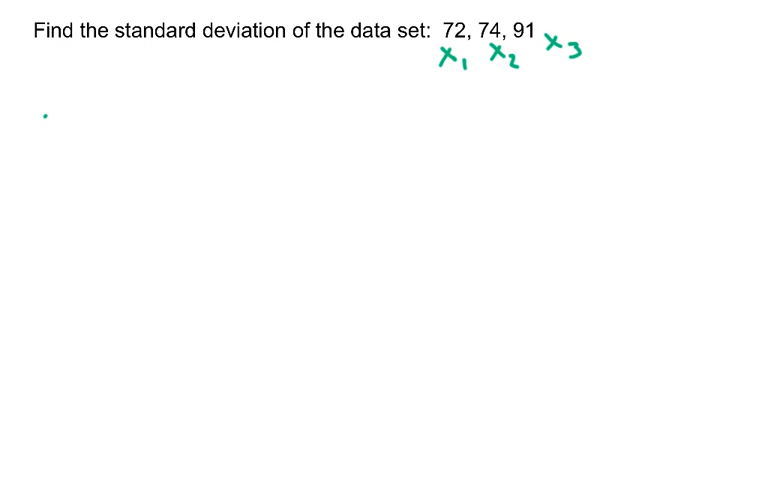 Find the standard deviation of the data set: 72, 74, 91
x₁ x₂ x₃